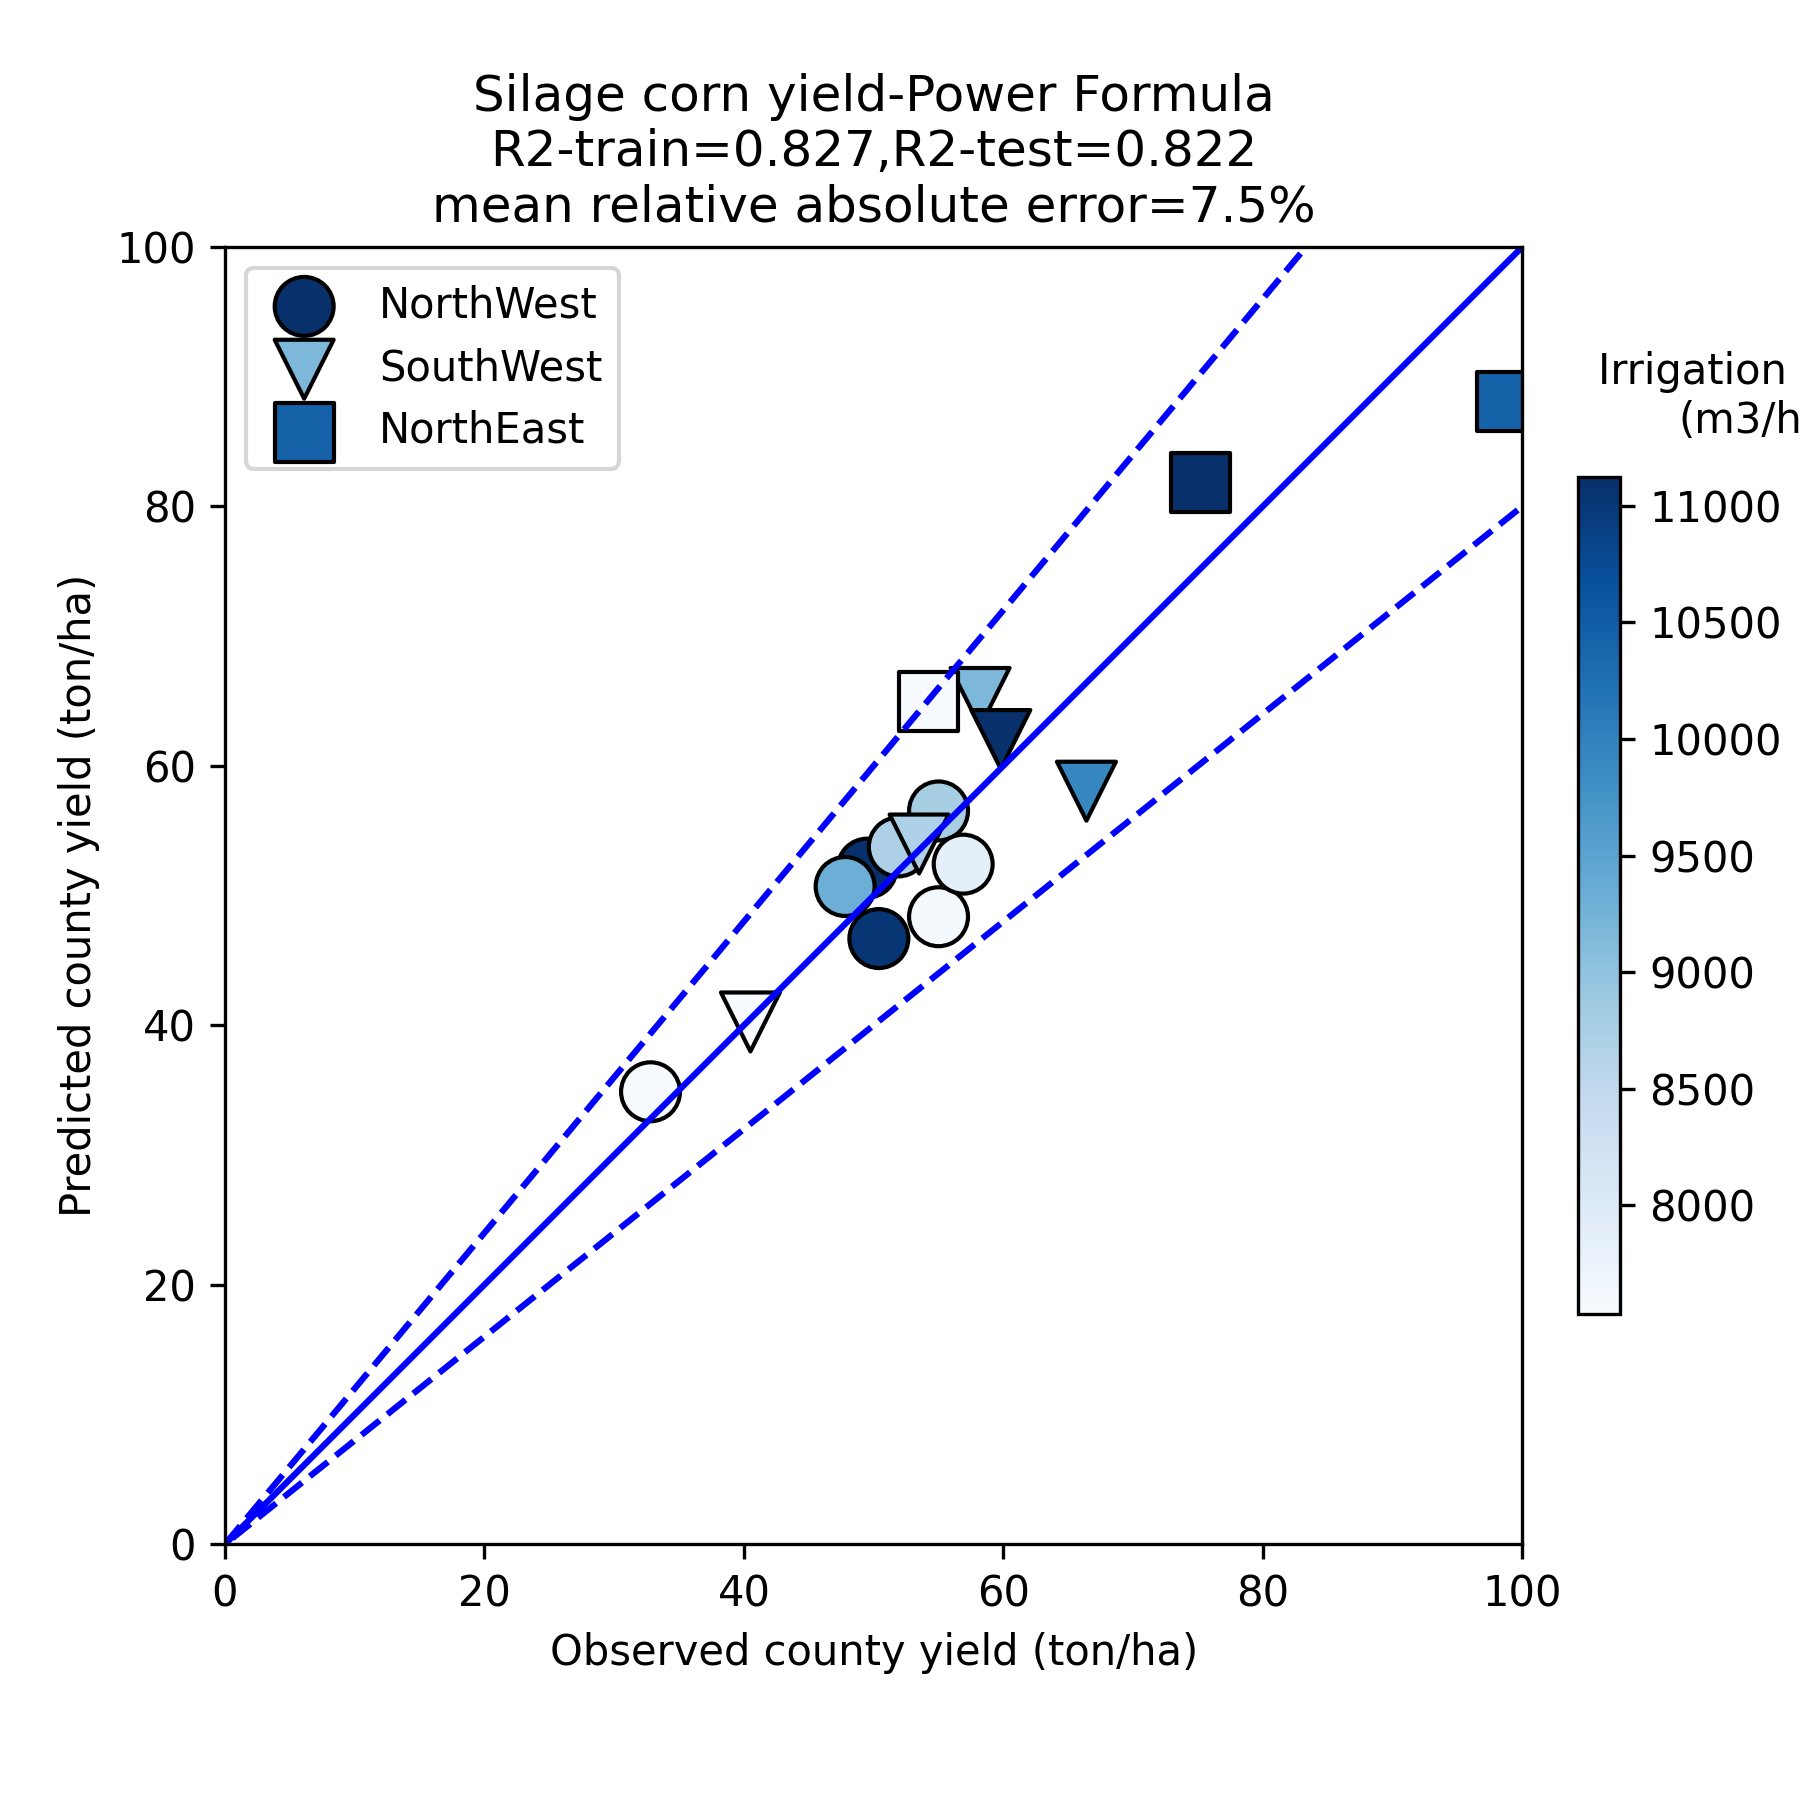 Silage corn yield-Power Formula
R2-train=0.827,R2-test=0.822
mean relative absolute error=7.5%
100
80
60
40
20
0
Predicted county yield (ton/ha)
NorthWest
SouthWest
NorthEast
0 20 40 60 80 100
Observed county yield (ton/ha)
Irrigation
(m3/h
11000
10500
10000
9500
9000
8500
8000